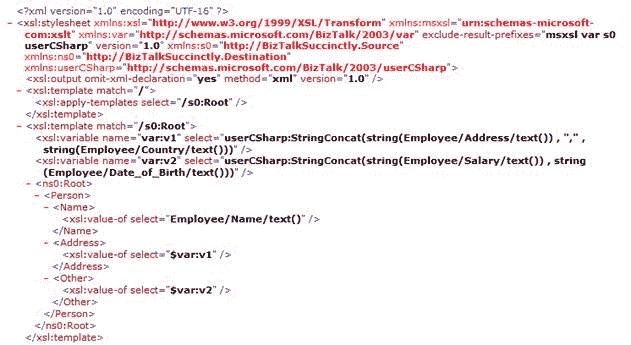 <?xml version="1.0" encoding="UTF-16" ?>
- <xsl:stylesheet xmlns:xsl="http://www.w3.org/1999/XSL/Transform" xmlns:msxsl="urn:schemas-microsoft-
com:xslt" xmlns:var="http://schemas.microsoft.com/BizTalk/2003/var" exclude-result-prefixes="msxsl var s0
userCSharp" version="1.0" xmlns:s0="http://BizTalkSuccinctly.Source"
xmlns:ns0="http://BizTalkSuccinctly.Destination"
xmlns:userCSharp="http://schemas.microsoft.com/BizTalk/2003/userCSharp">
<xsl:output omit-xml-declaration="yes" method="xml" version="1.0" />
- <xsl:template match="/">
<xsl:apply-templates select="/s0:Root" />
</xsl:template>
- <xsl:template match="/s0:Root">
<xsl:variable name="var:v1" select="userCSharp:StringConcat(string(Employee/Address/text()) , "," ,
string(Employee/Country/text()))" />
<xsl:variable name="var:v2" select="userCSharp:StringConcat(string(Employee/Salary/text()) , string
(Employee/Date_of_Birth/text()))" />
- <ns0:Root>
- <Person>
- <Name>
<xsl:value-of select="Employee/Name/text()" />
</Name>
- <Address>
<xsl:value-of select="$var:v1" />
</Address>
- <Other>
<xsl:value-of select="$var:v2" />
</Other>
</Person>
</ns0:Root>
</xsl:template>